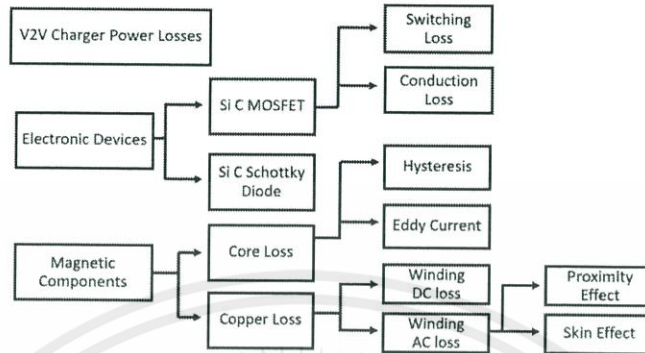 V2V Charger Power Losses
Switching
Loss
Conduction
Loss
Si C MOSFET
Electronic Devices
Si C Schottky
Diode
Hysteresis
Eddy Current
Core Loss
Magnetic
Components
Copper Loss
Winding
DC loss
Winding
AC loss
Proximity
Effect
Skin Effect